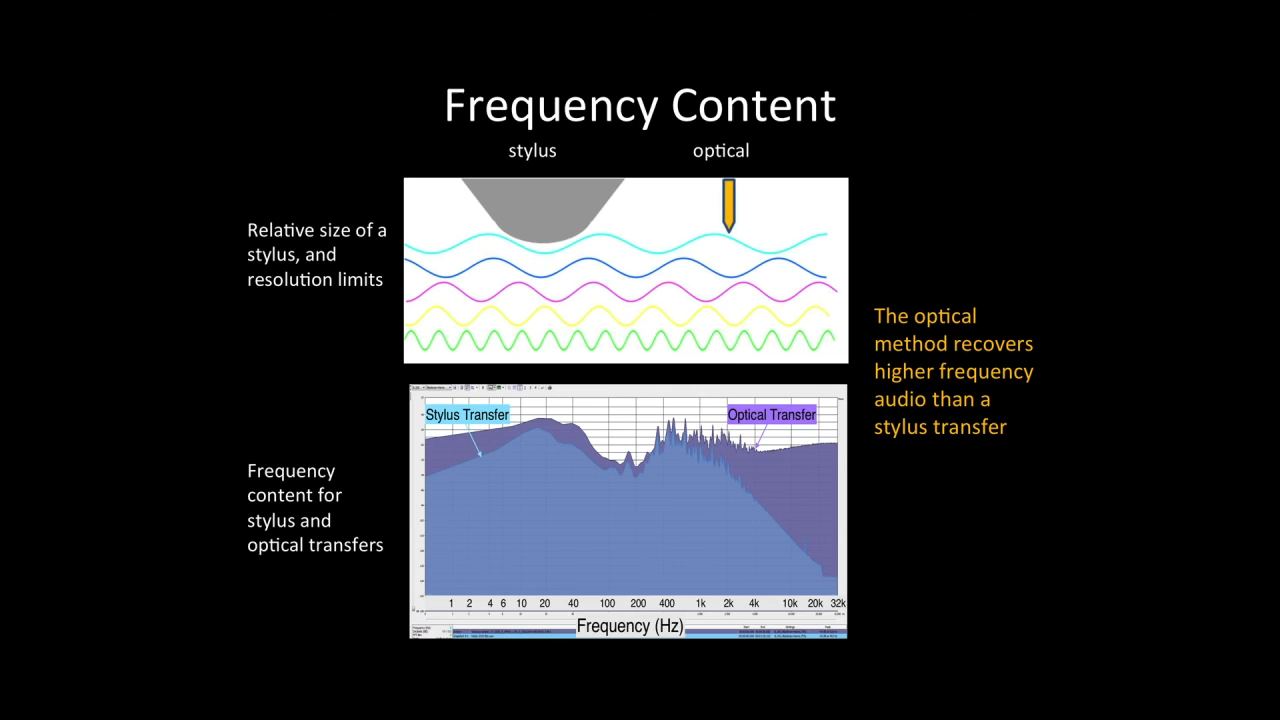 Frequency Content
stylus
optical
Relative size of a
stylus, and
resolution limits
The optical
method recovers
higher frequency
audio than a
stylus transfer
Stylus Transfer
Optical Transfer
Frequency
content for
stylus and
optical transfers
1 2 4 6 10 20 40 100 200 400 1k 2k 4k 10k 20k 32k
Frequency (Hz)